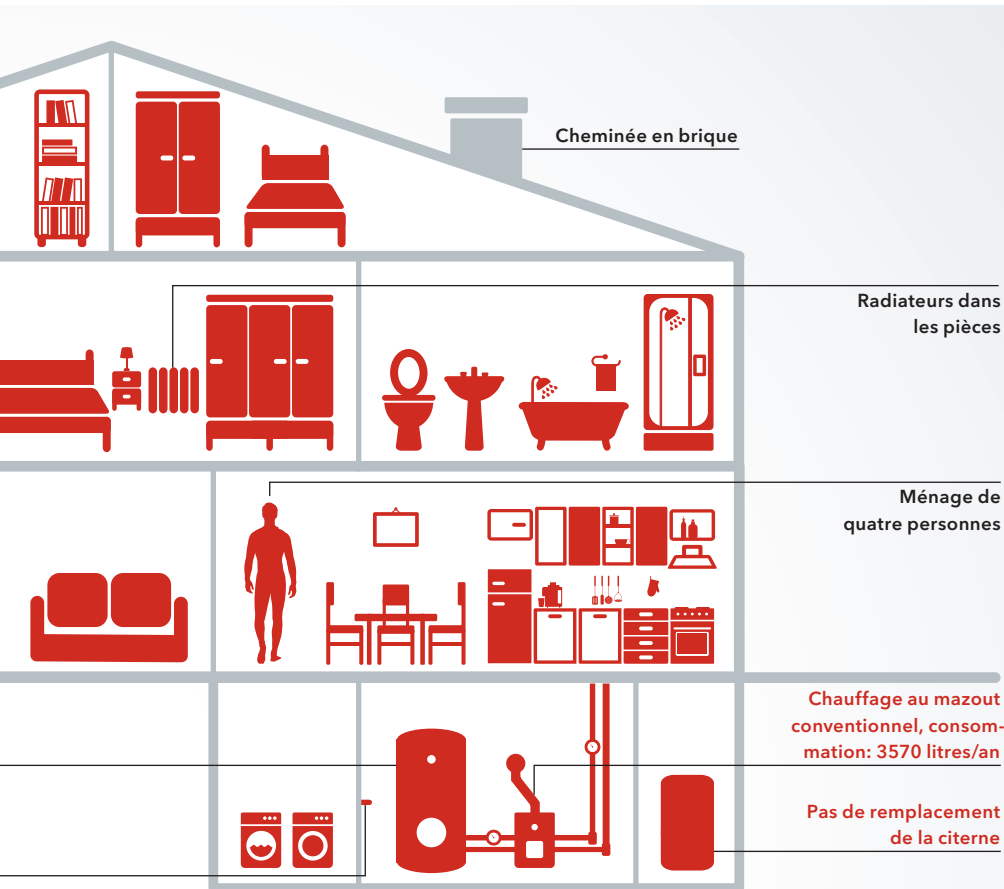 Cheminée en brique
Radiateurs dans
les pièces
Ménage de
quatre personnes
Chauffage au mazout
conventionnel, consom-
mation: 3570 litres/an
Pas de remplacement
de la citerne